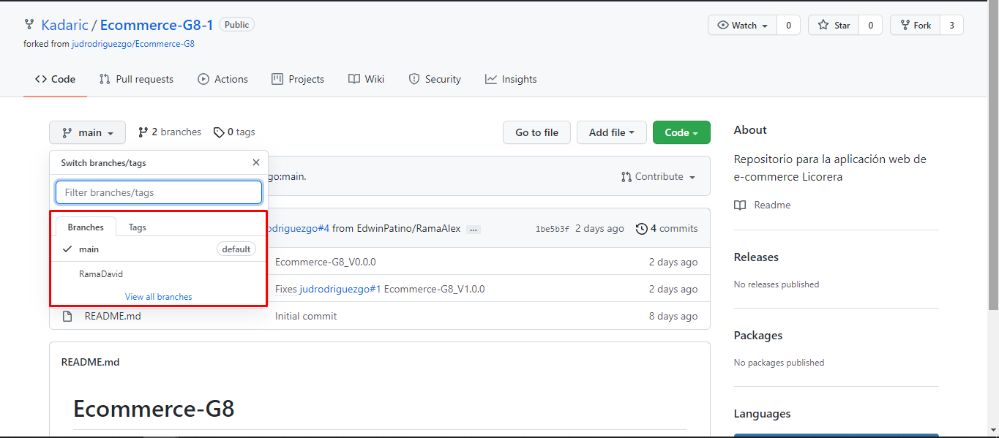 Kadaric / Ecommerce-G8-1 Public
Watch 0 Star 0 Fork 3
forked from judrodriguezgo/Ecommerce-G8
Code Pull requests Actions Projects Wiki Security Insights
main 2 branches 0 tags Go to file Add file Code
Switch branches/tags
Filter branches/tags
Branches Tags
main default
RamaDavid
View all branches
go:main. Contribute
odriguezgo#4 from EdwinPatino/RamaAlex ... 1be5b3f 2 days ago 4 commits
Ecommerce-G8_V0.0.0 2 days ago
Fixes judrodriguezgo#1 Ecommerce-G8_V1.0.0 2 days ago
README.md Initial commit 8 days ago
README.md
Ecommerce-G8
About
Repositorio para la aplicación web de
e-commerce Licorera
Readme
Releases
No releases published
Packages
No packages published
Languages